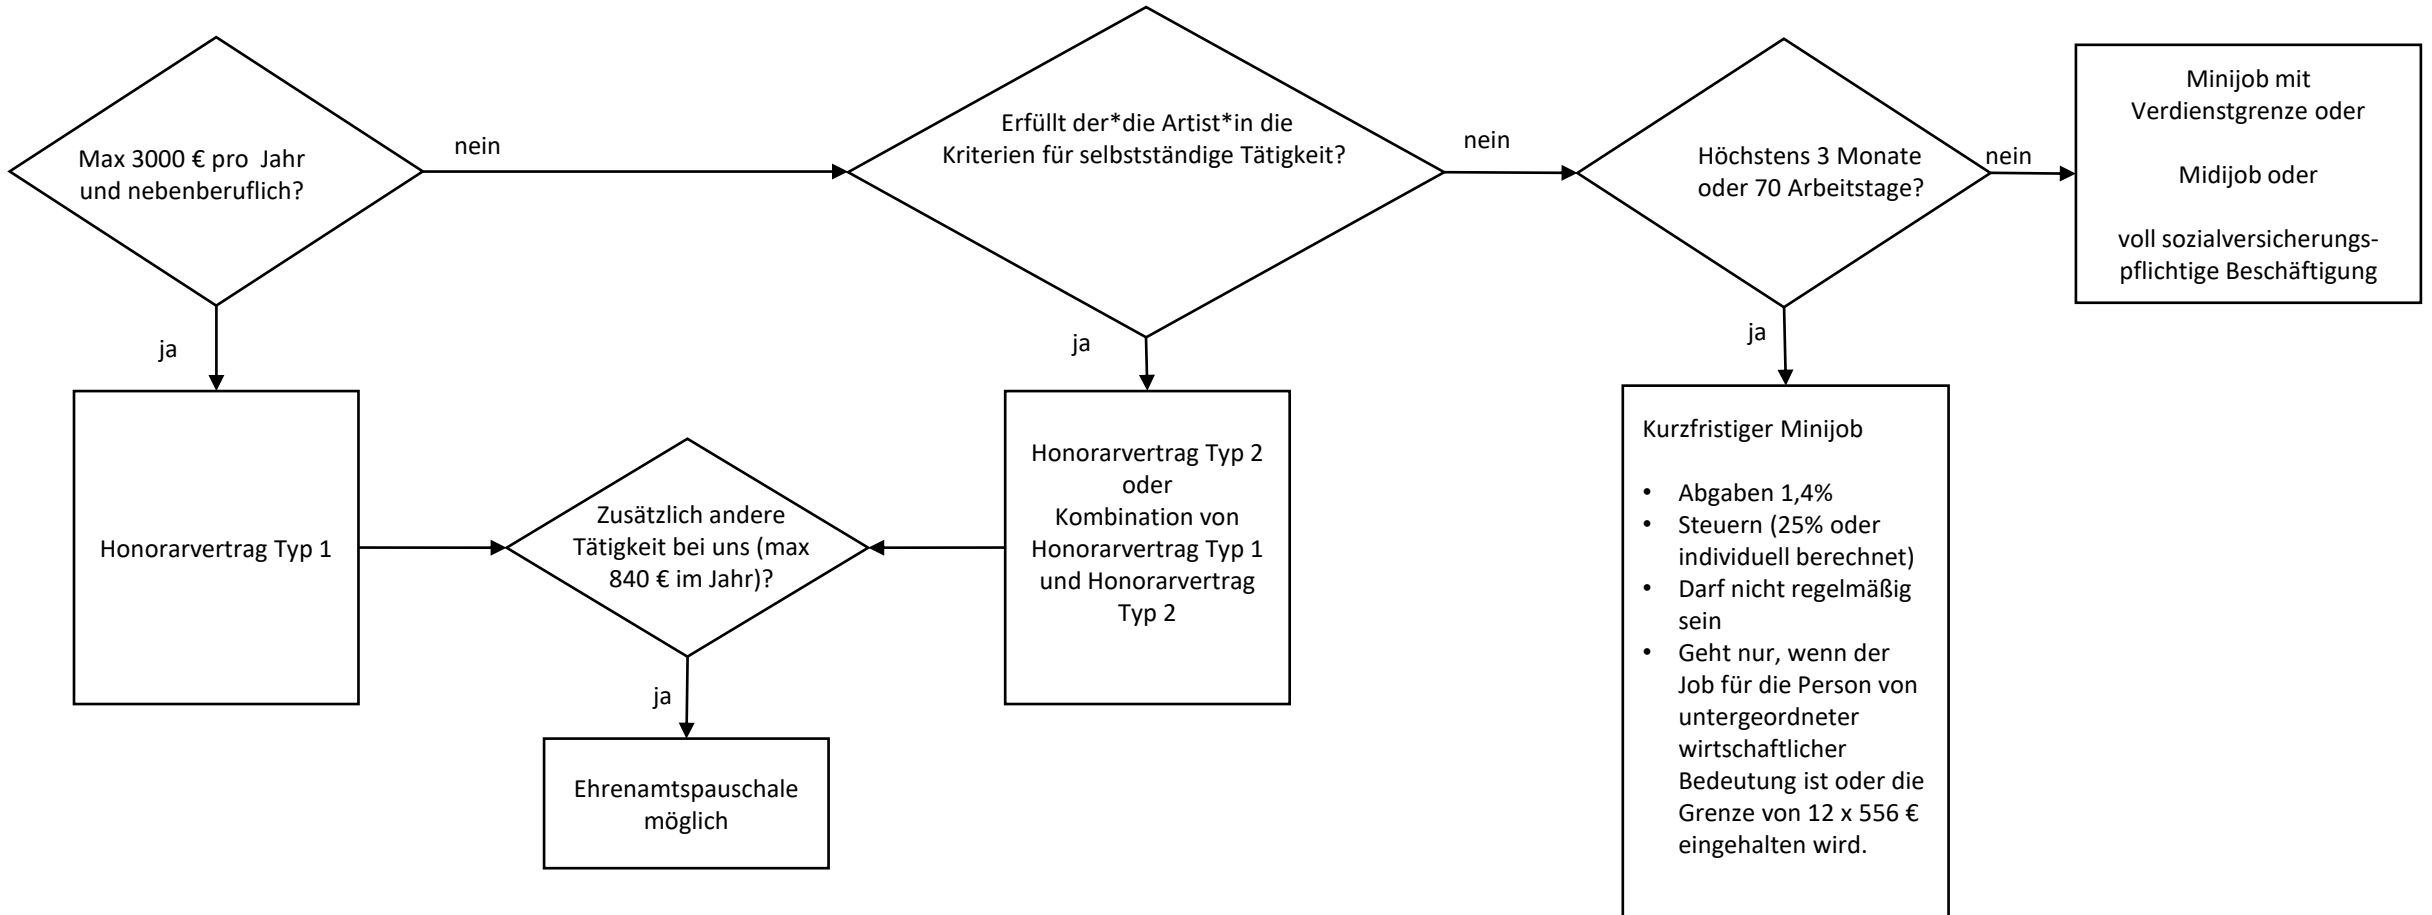 Max 3000 € pro Jahr
und nebenberuflich?
nein
ja
Erfüllt der*die Artist*in die
Kriterien für selbstständige Tätigkeit?
nein
ja
Höchstens 3 Monate
oder 70 Arbeitstage?
nein
ja
Minijob mit
Verdienstgrenze oder
Midijob oder
voll sozialversicherungs-
pflichtige Beschäftigung
Honorarvertrag Typ 1
Zusätzlich andere
Tätigkeit bei uns (max
840 € im Jahr)?
ja
Ehrenamtspauschale
möglich
Honorarvertrag Typ 2
oder
Kombination von
Honorarvertrag Typ 1
und Honorarvertrag
Typ 2
Kurzfristiger Minijob
• Abgaben 1,4%
• Steuern (25% oder
individuell berechnet)
• Darf nicht regelmäßig
sein
• Geht nur, wenn der
Job für die Person von
untergeordneter
wirtschaftlicher
Bedeutung ist oder die
Grenze von 12 x 556 €
eingehalten wird.